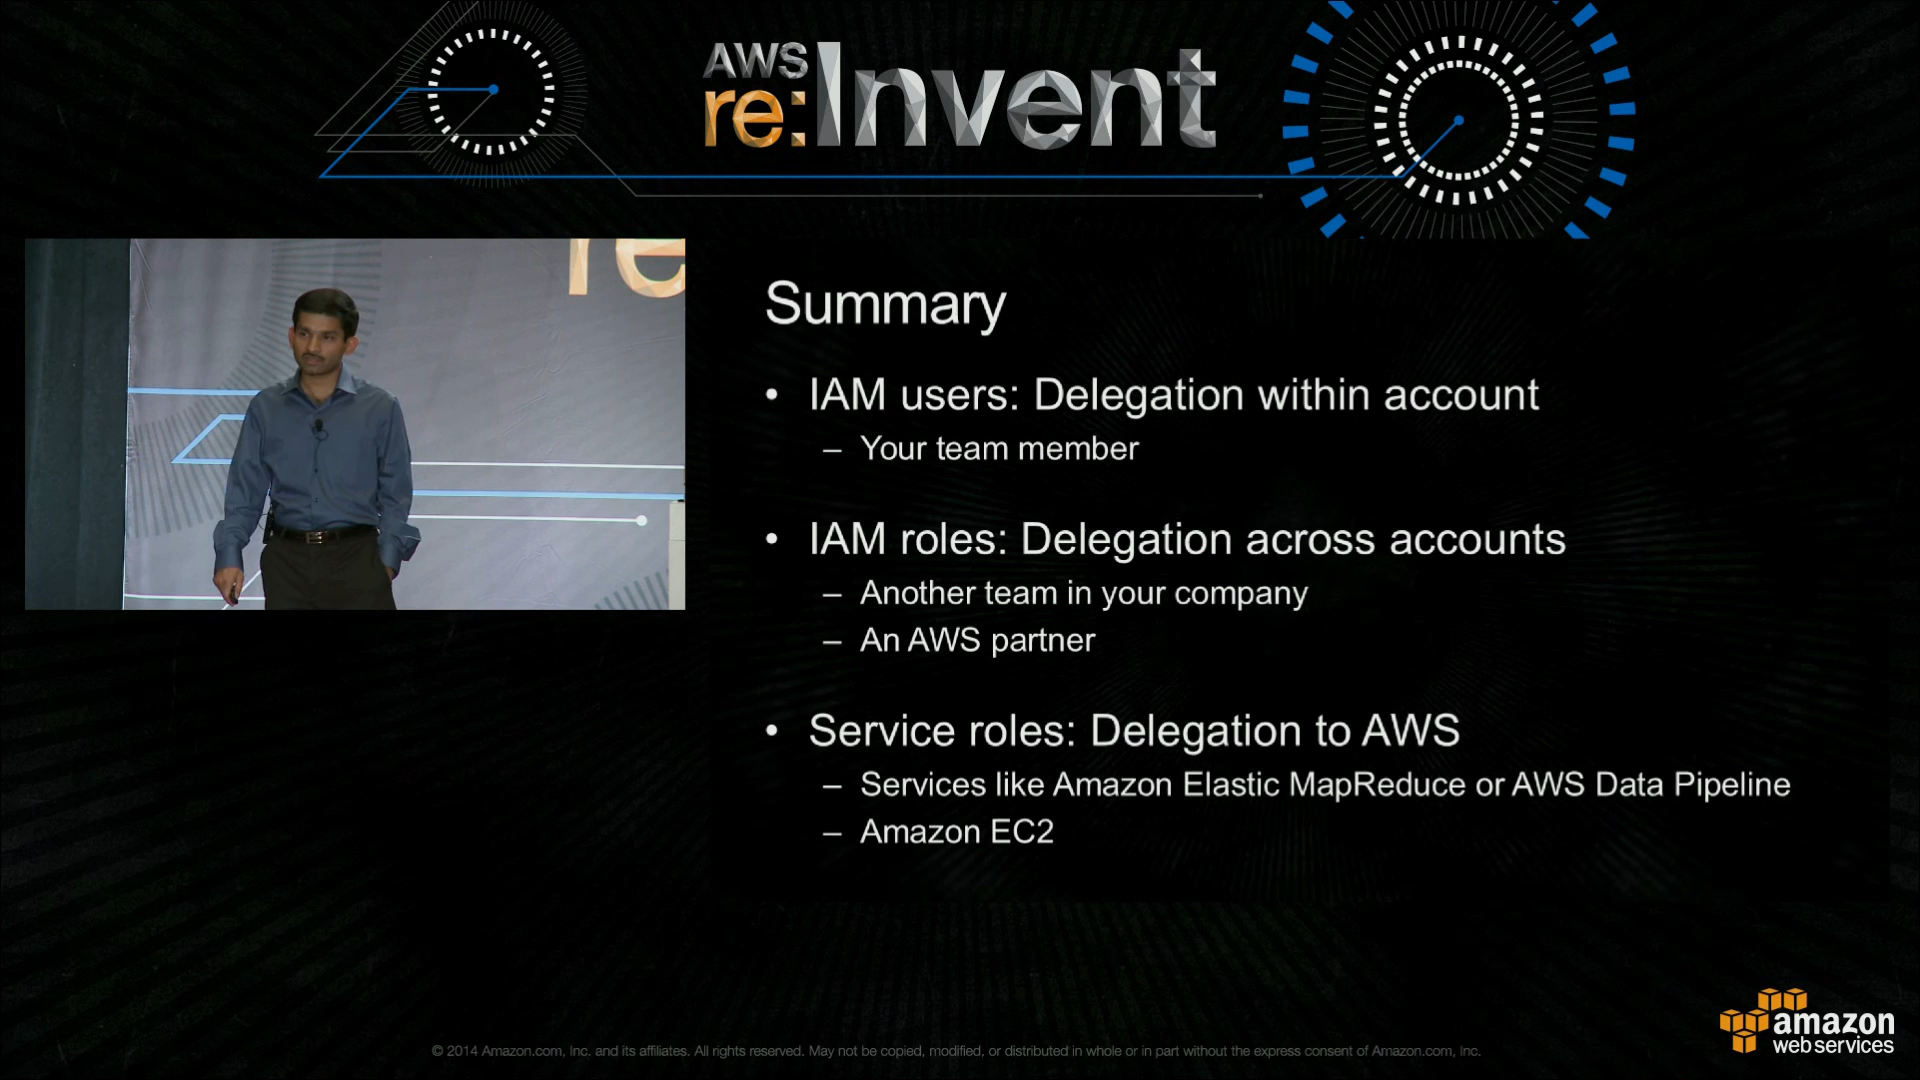 AWS
re:Invent
re
Summary
• IAM users: Delegation within account
– Your team member
• IAM roles: Delegation across accounts
– Another team in your company
– An AWS partner
• Service roles: Delegation to AWS
– Services like Amazon Elastic MapReduce or AWS Data Pipeline
– Amazon EC2
© 2014 Amazon.com, Inc. and its affiliates. All rights reserved. May not be copied, modified, or distributed in whole or in part without the express consent of Amazon.com, Inc.
amazon
web services